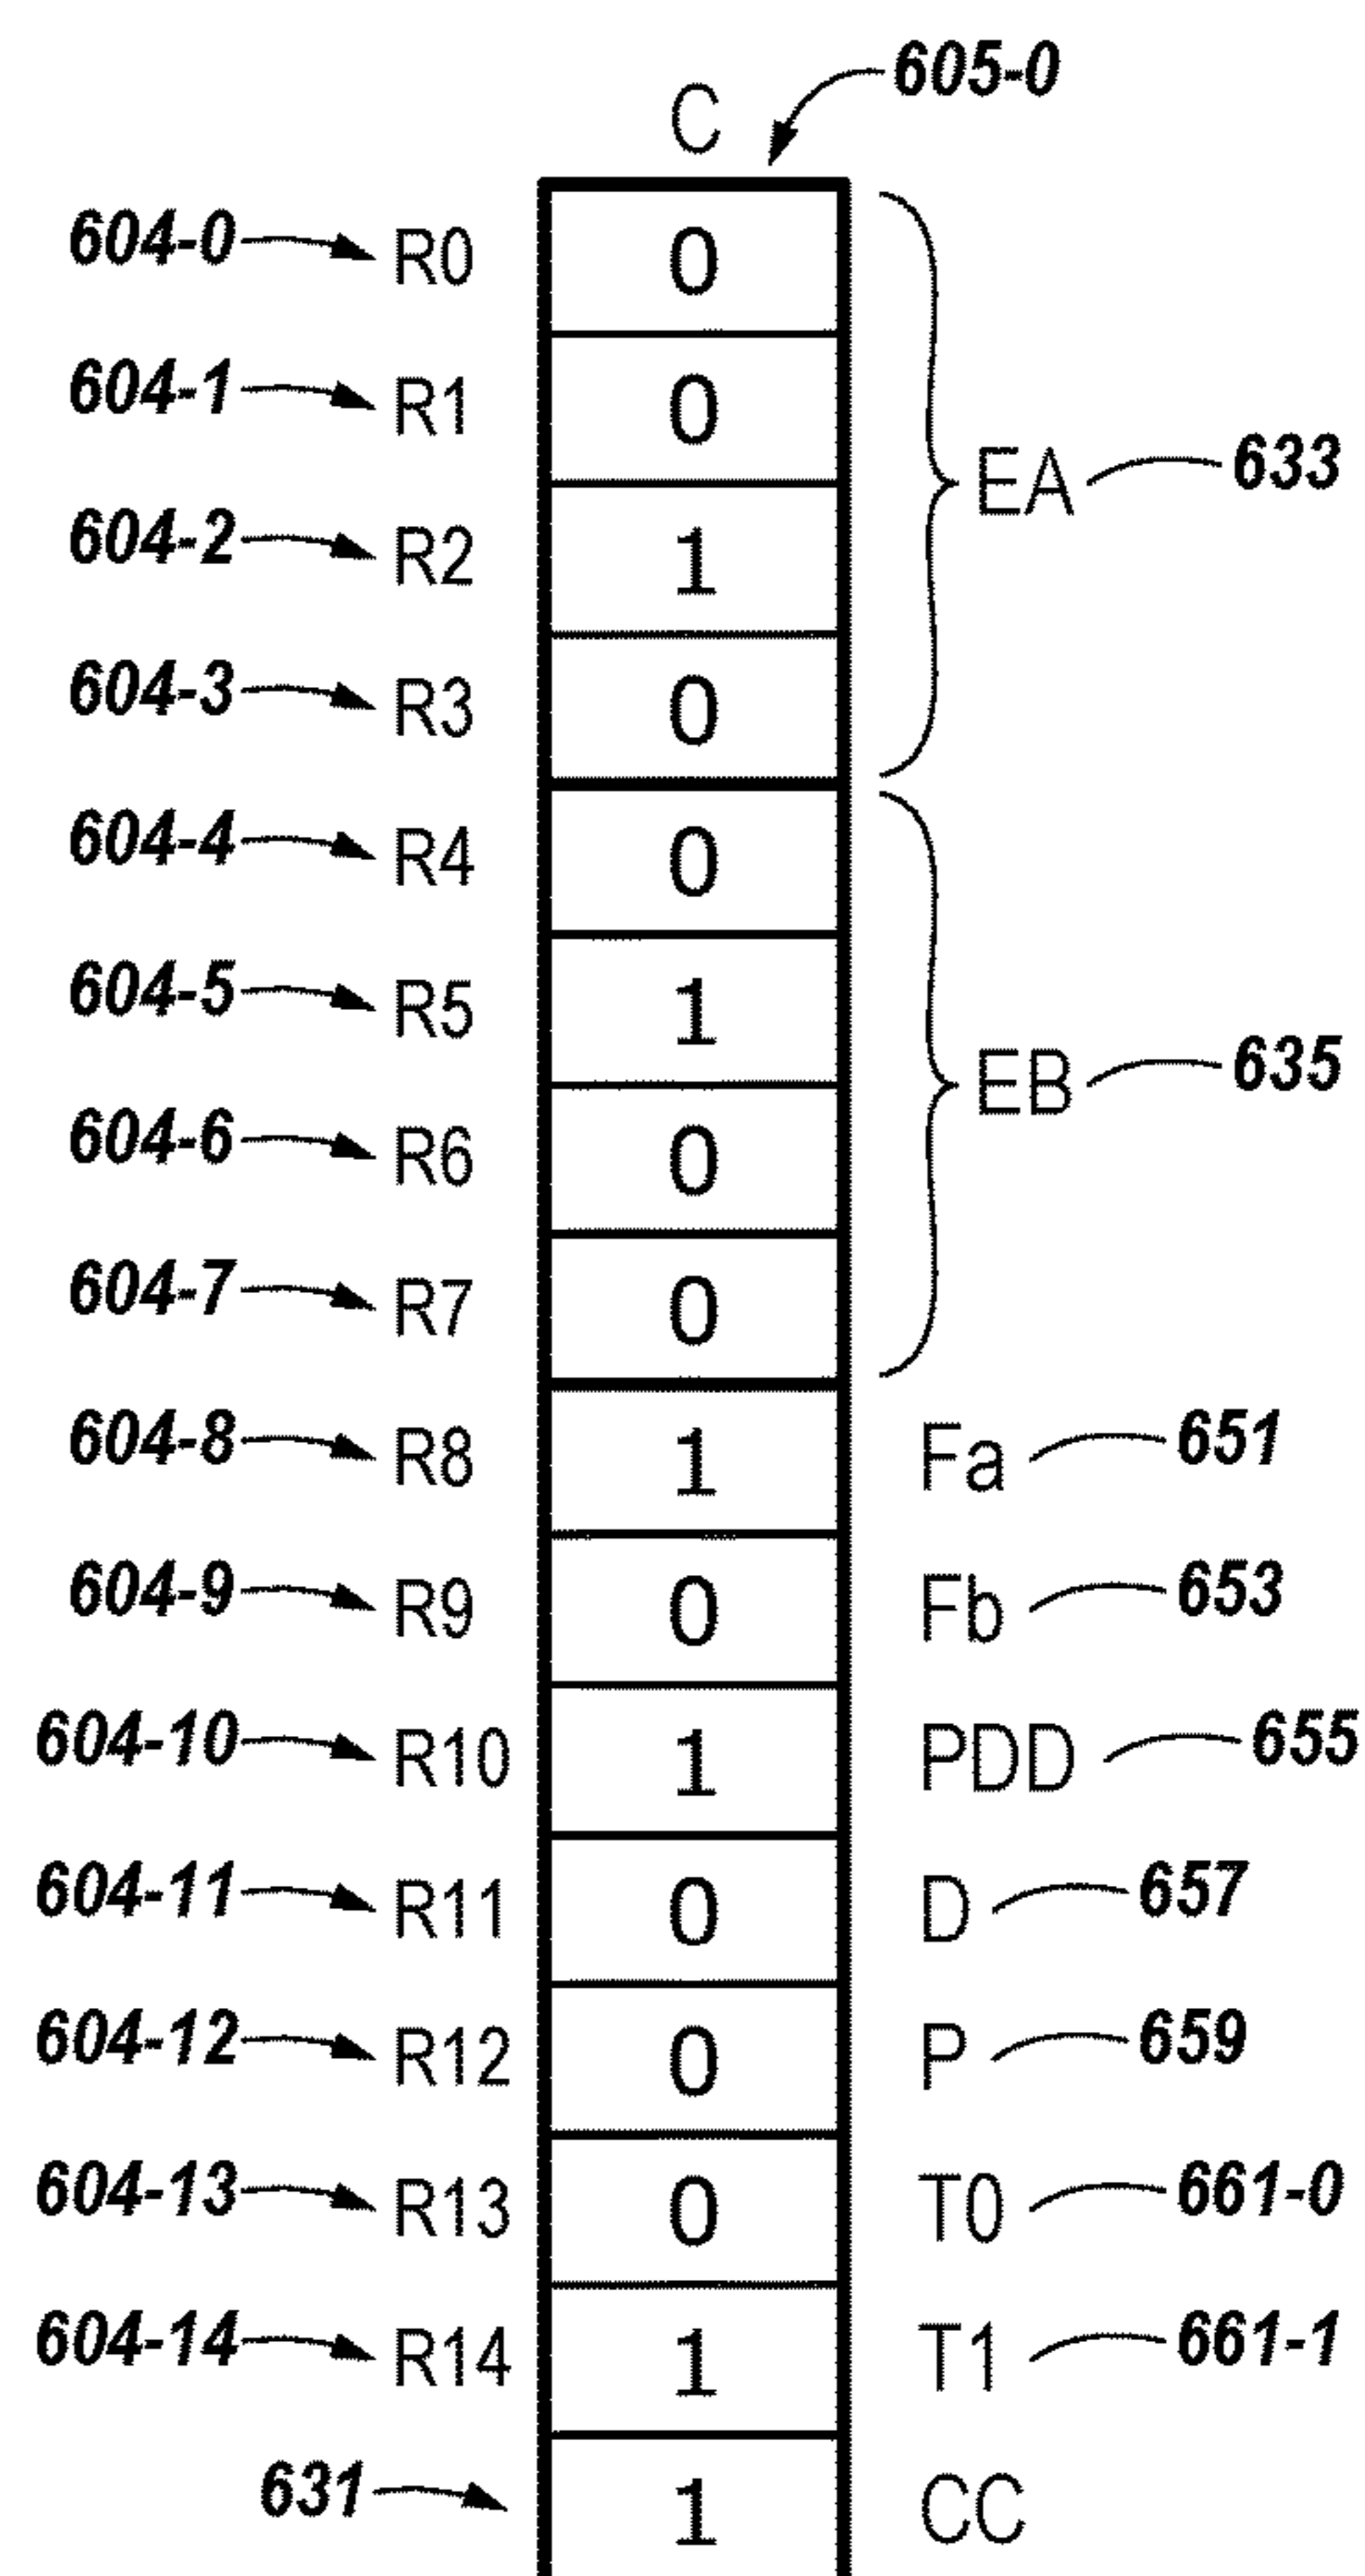 605-0
C
604-0 R0 0
604-1 R1 0
EA 633
604-2 R2 1
604-3 R3 0
604-4 R4 0
604-5 R5 1
EB 635
604-6 R6 0
604-7 R7 0
604-8 R8 1 Fa 651
604-9 R9 0 Fb 653
604-10 R10 1 PDD 655
604-11 R11 0 D 657
604-12 R12 0 P 659
604-13 R13 0 T0 661-0
604-14 R14 1 T1 661-1
631 1 CC